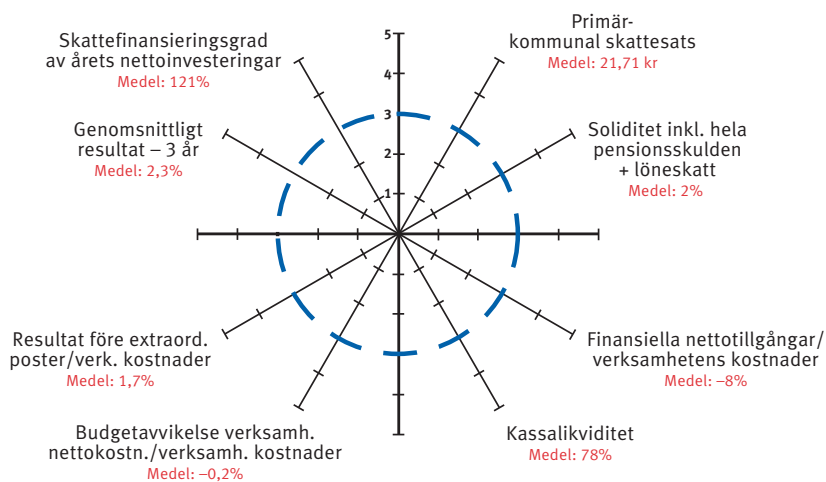 Skattefinansieringsgrad
av årets nettoinvesteringar
Medel: 121%
5
4
3
2
1
Primär-
kommunal skattesats
Medel: 21,71 kr
Genomsnittligt
resultat – 3 år
Medel: 2,3%
Soliditet inkl. hela
pensionsskulden
+ löneskatt
Medel: 2%
Resultat före extraord.
poster/verk. kostnader
Medel: 1,7%
Finansiella nettotillgångar/
verksamhetens kostnader
Medel: –8%
Budgetavvikelse verksamh.
nettokostn./verksamh. kostnader
Medel: –0,2%
Kassalikviditet
Medel: 78%